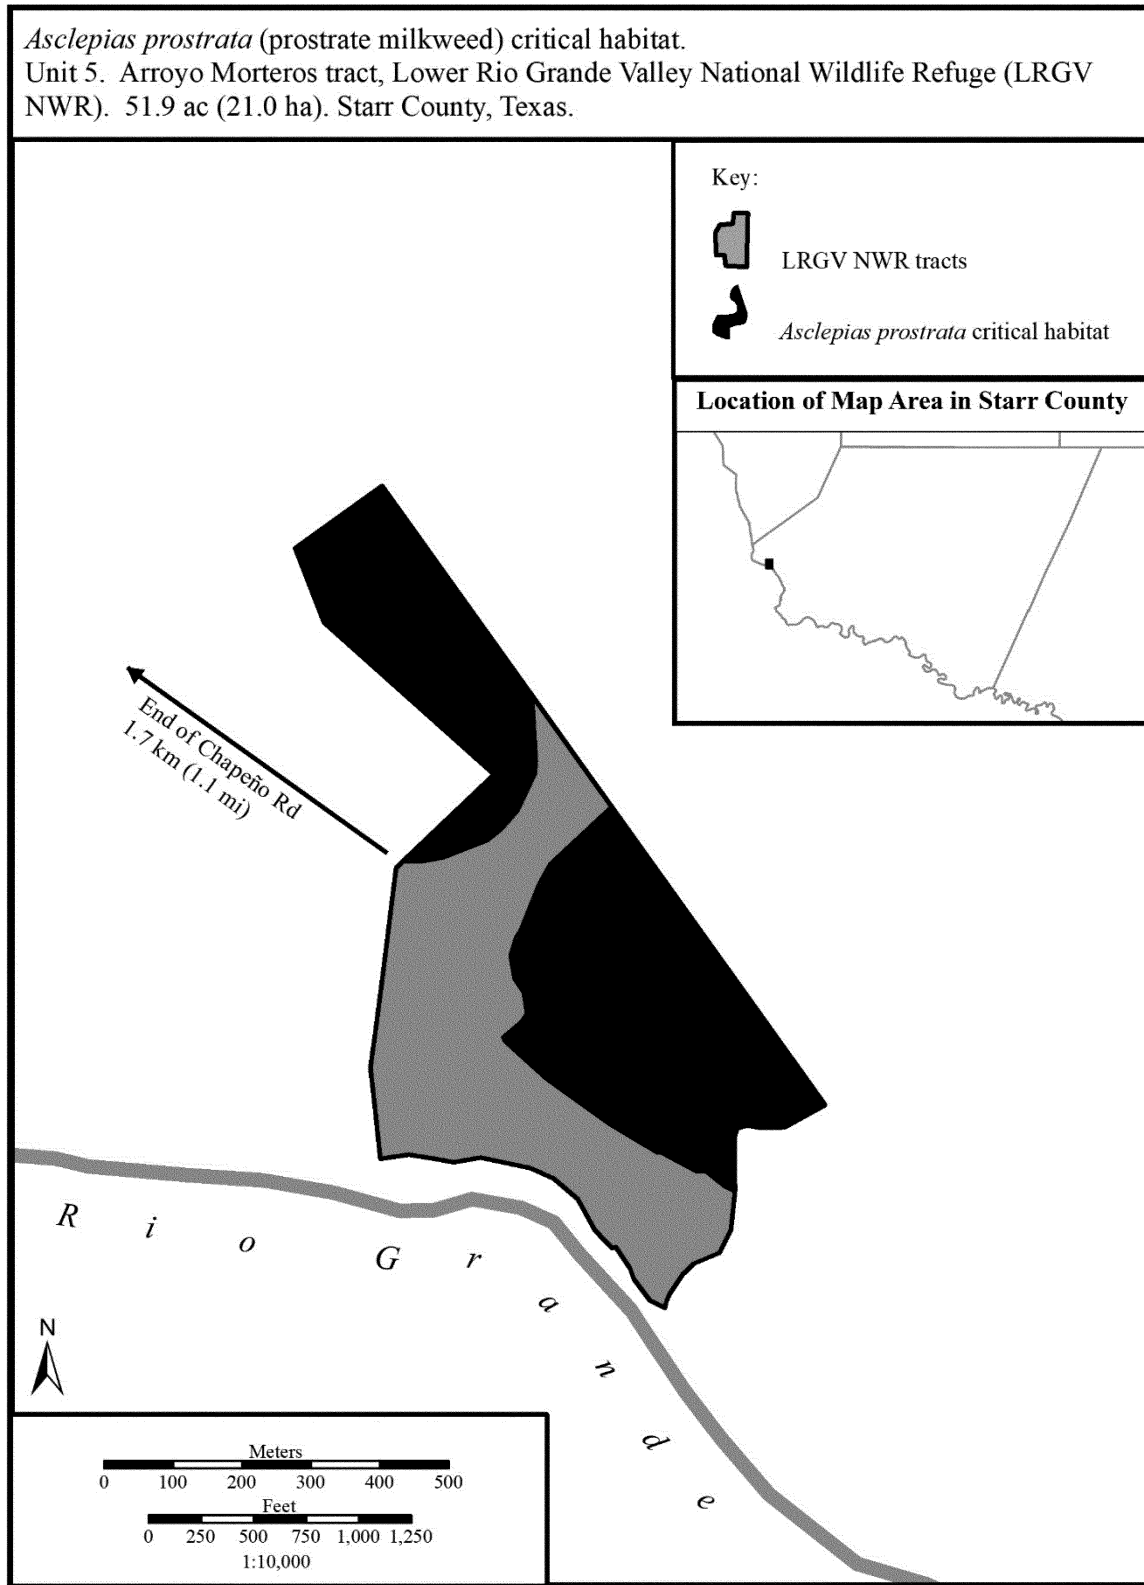 Asclepias prostrata (prostrate milkweed) critical habitat.
Unit 5.  Arroyo Morteros tract, Lower Rio Grande Valley National Wildlife Refuge (LRGV
NWR).  51.9 ac (21.0 ha). Starr County, Texas.
Key:
LRGV NWR tracts
Asclepias prostrata critical habitat
Location of Map Area in Starr County
End of Chapeño Rd
1.7 km (1.1 mi)
Rio Grande
N
Meters
0 100 200 300 400 500
Feet
0 250 500 750 1,000 1,250
1:10,000